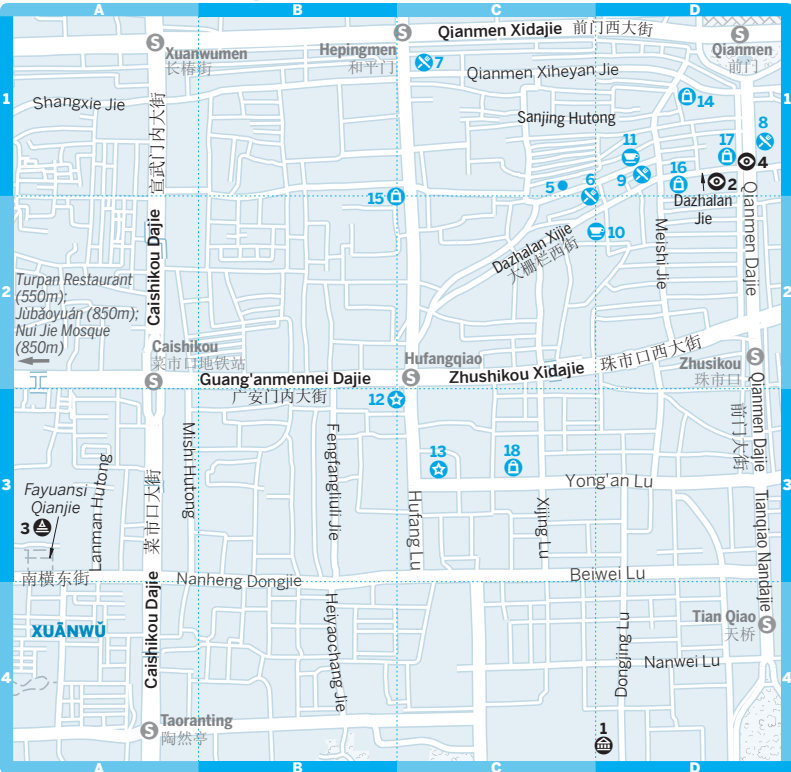 A
B
C
D
Qianmen Xidajie 前门西大街
Xuanwumen
长椿街
Hepingmen
和平门
Qianmen
前门
7
Qianmen Xiheyan Jie
1
1
Shangxie Jie
宣武门内大街
Sanjing Hutong
14
8
11
17
4
15
5
6
9
16
2
Dazhalan
Jie
Qianmen Dajie
10
Dazhalan Xijie
大栅栏西街
Meishi Jie
Caishikou Dajie
2
2
Turpan Restaurant
(550m);
Jùbǎoyuán (850m);
Nui Jie Mosque
(850m)
Caishikou
菜市口地铁站
Hufangqiao
Zhushikou Xidajie 珠市口西大街
Zhusikou
珠市口
Guang'anmennei Dajie
广安门内大街
12
Qianmen Dajie
前门大街
13
18
Mishi Hutong
Fengfangliuli Jie
3
3
Fayuansi
Qianjie
3
Lanman Hutong
菜市口大街
Hufang Lu
Yong'an Lu
Xijing Lu
Tianqiao Nandajie
南横东街
Nanheng Dongjie
Beiwei Lu
XUĀNWǓ
Caishikou Dajie
Heiyaochang Jie
Dongjing Lu
Tian Qiao
天桥
Nanwei Lu
4
4
Taoranting
陶然亭
1
A
B
C
D